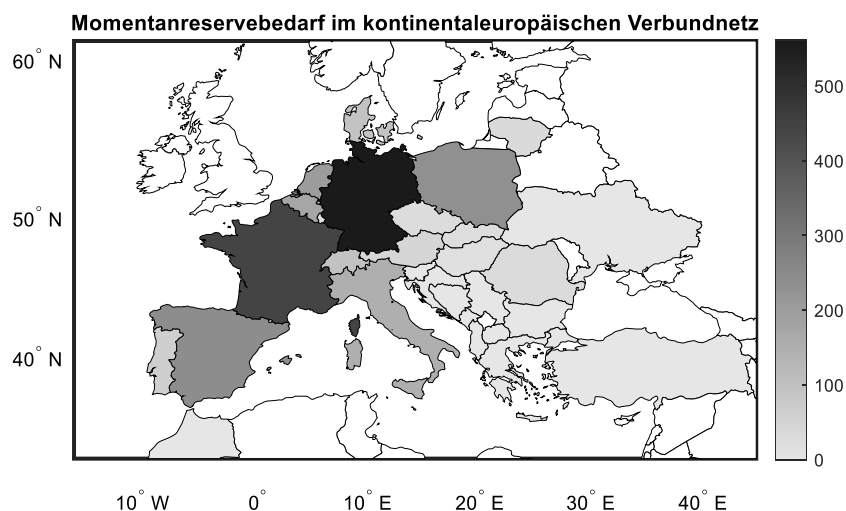 Momentanreservebedarf im kontinentaleuropäischen Verbundnetz
60° N
50° N
40° N
10° W
0°
10° E
20° E
30° E
40° E
500
400
300
200
100
0